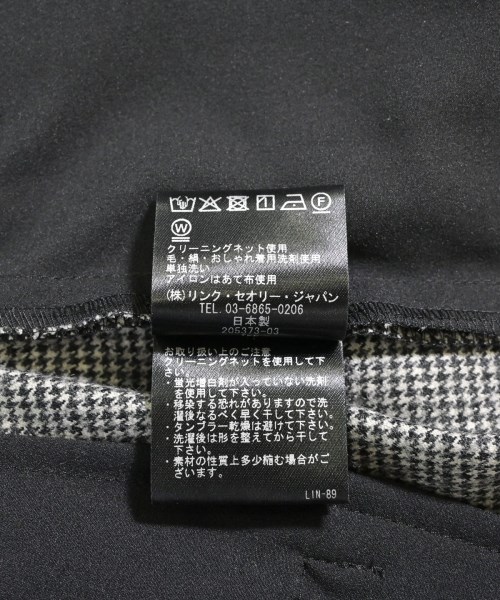 W
クリーニングネット使用
毛・絹・おしゃれ着用洗剤使用
単独洗い
アイロンはあて布使用
(株)リンク・セオリー・ジャパン
TEL. 03-6865-0206
日本製
205373-03
お取り扱い上のご注意
クリーニングネットを使用して下
さい。
・蛍光増白剤が入っていない洗剤
を使用して下さい。
・移染する恐れがありますので洗
濯後なるべく早く干して下さい。
・タンブラー乾燥は避けて下さい。
・洗濯後は形を整えてから干して
下さい。
・素材の性質上多少縮む場合がご
ざいます。
LIN-89